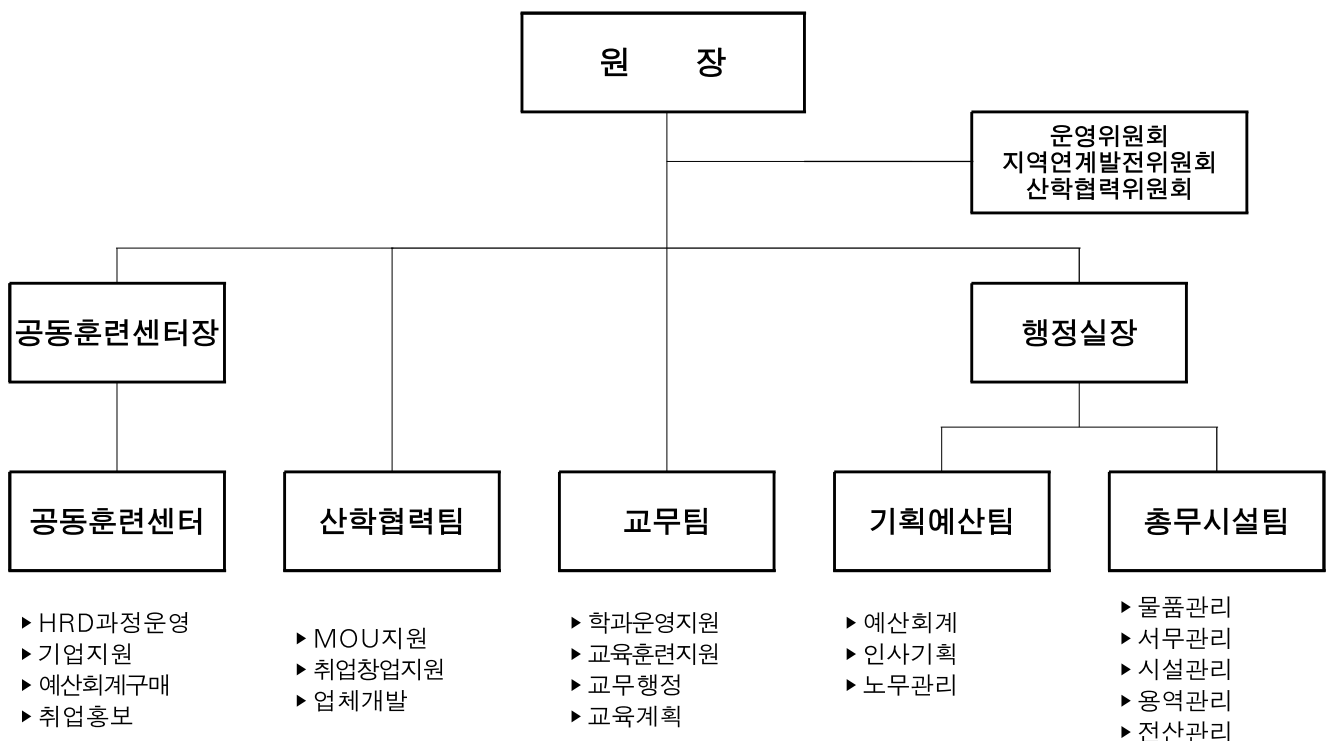 원 장
운영위원회
지역연계발전위원회
산학협력위원회
공동훈련센터장
행정실장
공동훈련센터
산학협력팀
교무팀
기획예산팀
총무시설팀
▶ HRD과정운영
▶ 기업지원
▶ 예산회계구매
▶ 취업홍보
▶ MOU지원
▶ 취업창업지원
▶ 업체개발
▶ 학과운영지원
▶ 교육훈련지원
▶ 교무행정
▶ 교육계획
▶ 예산회계
▶ 인사기획
▶ 노무관리
▶ 물품관리
▶ 서무관리
▶ 시설관리
▶ 용역관리
▶ 전산관리